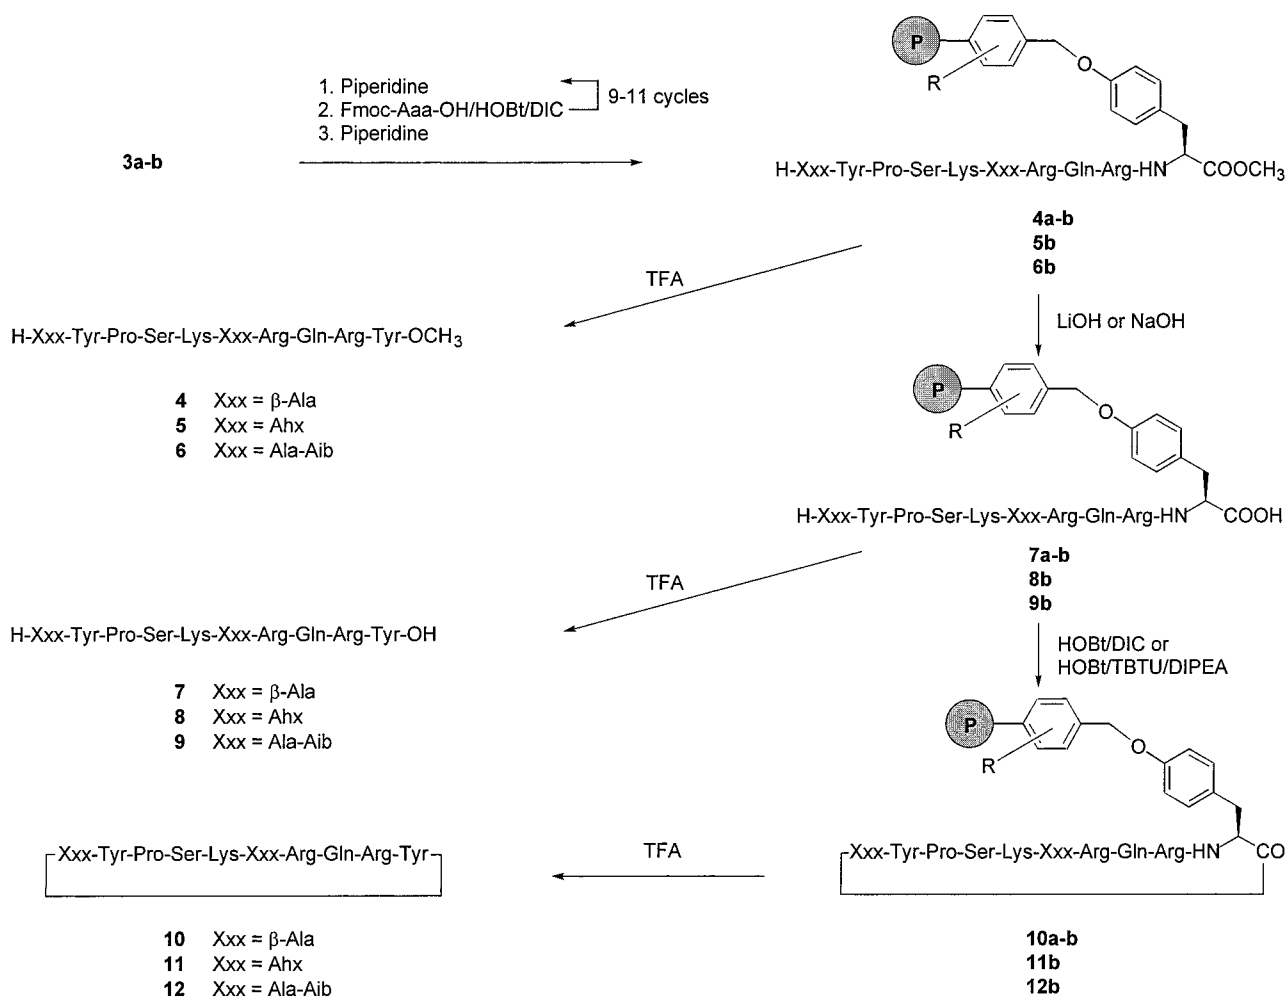 P
R
O
1. Piperidine
2. Fmoc-Aaa-OH/HOBt/DIC
3. Piperidine
9-11 cycles
3a-b
H-Xxx-Tyr-Pro-Ser-Lys-Xxx-Arg-Gln-Arg-HN COOCH3
4a-b
5b
6b
TFA
LiOH or NaOH
H-Xxx-Tyr-Pro-Ser-Lys-Xxx-Arg-Gln-Arg-Tyr-OCH3
4 Xxx = β-Ala
5 Xxx = Ahx
6 Xxx = Ala-Aib
P
R
O
H-Xxx-Tyr-Pro-Ser-Lys-Xxx-Arg-Gln-Arg-HN COOH
7a-b
8b
9b
TFA
HOBt/DIC or
HOBt/TBTU/DIPEA
H-Xxx-Tyr-Pro-Ser-Lys-Xxx-Arg-Gln-Arg-Tyr-OH
7 Xxx = β-Ala
8 Xxx = Ahx
9 Xxx = Ala-Aib
P
R
O
Xxx-Tyr-Pro-Ser-Lys-Xxx-Arg-Gln-Arg-Tyr
TFA
Xxx-Tyr-Pro-Ser-Lys-Xxx-Arg-Gln-Arg-HN CO
10 Xxx = β-Ala
11 Xxx = Ahx
12 Xxx = Ala-Aib
10a-b
11b
12b